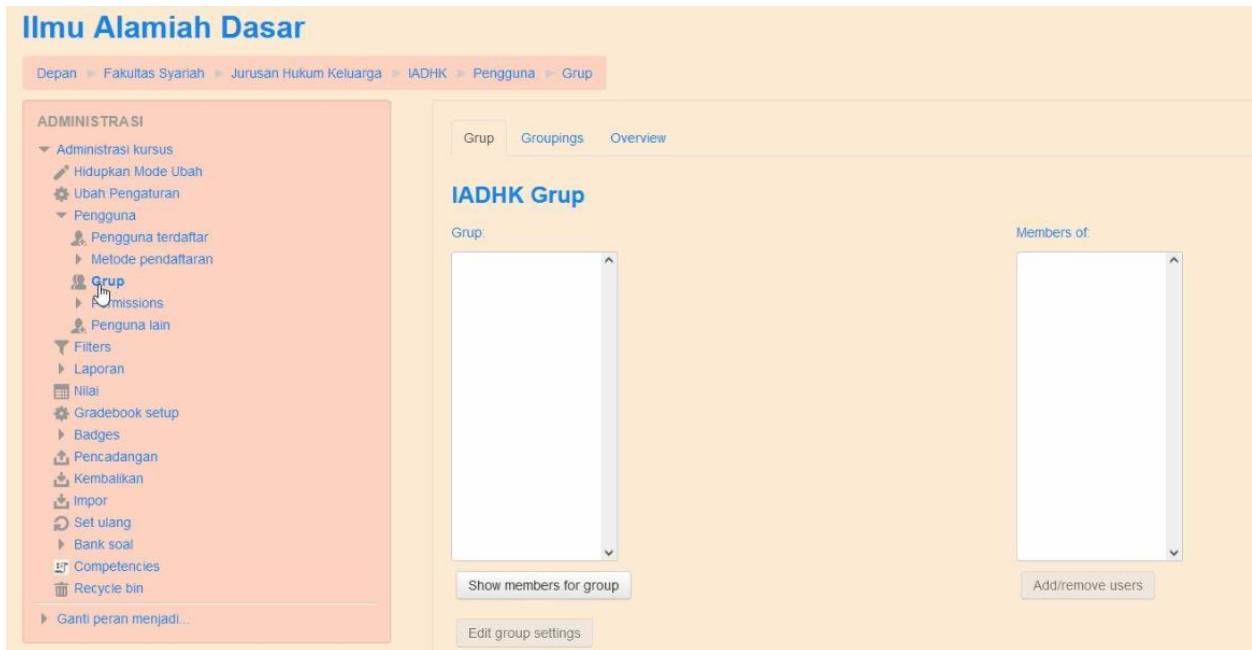 Ilmu Alamiah Dasar
Depan Fakultas Syariah Jurusan Hukum Keluarga IADHK Pengguna Grup
ADMINISTRASI
Administrasi kursus
Hidupkan Mode Ubah
Ubah Pengaturan
Pengguna
Pengguna terdaftar
Metode pendaftaran
Grup
Permissions
Penguna lain
Filters
Laporan
Nilai
Gradebook setup
Badges
Pencadangan
Kembalikan
Impor
Set ulang
Bank soal
Competencies
Recycle bin
Ganti peran menjadi...
Grup Groupings Overview
IADHK Grup
Grup:
Members of:
Show members for group
Add/remove users
Edit group settings